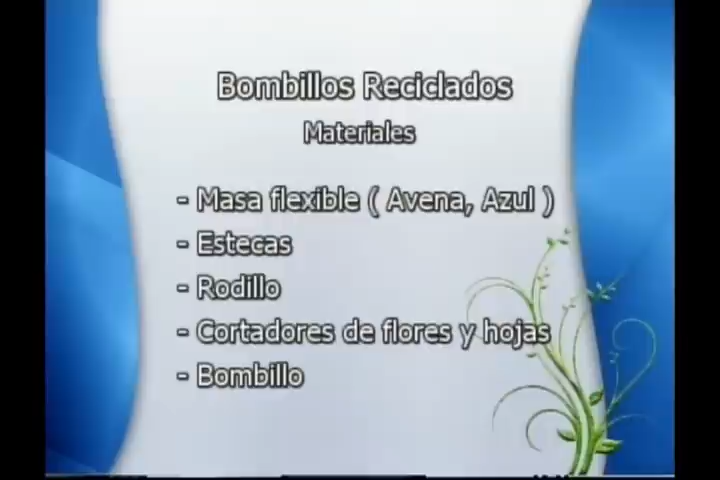 Bombillos Reciclados
Materiales
- Masa flexible ( Avena, Azul )
- Estecas
- Rodillo
- Cortadores de flores y hojas
- Bombillo